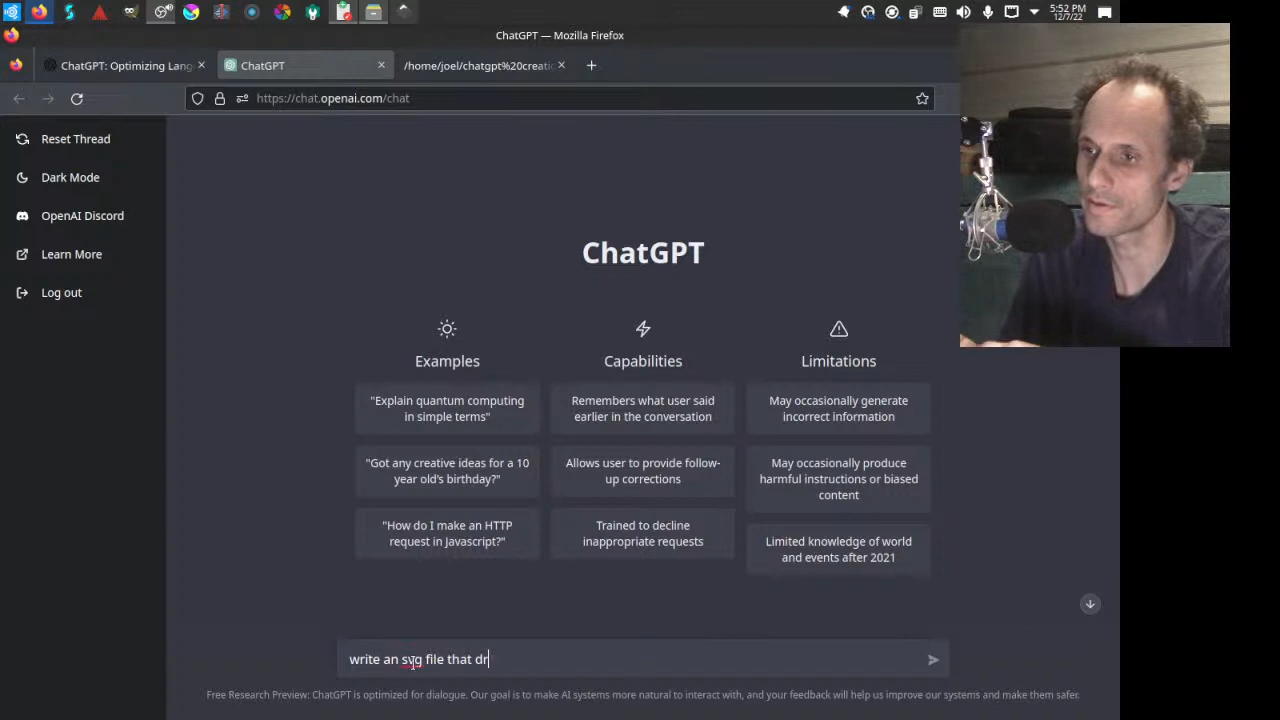 5:52 PM
12/7/22
ChatGPT — Mozilla Firefox
ChatGPT: Optimizing Lang
ChatGPT
/home/joel/chatgpt%20creatic
https://chat.openai.com/chat
Reset Thread
Dark Mode
OpenAI Discord
Learn More
Log out
ChatGPT
Examples
"Explain quantum computing
in simple terms"
"Got any creative ideas for a 10
year old's birthday?"
"How do I make an HTTP
request in Javascript?"
Capabilities
Remembers what user said
earlier in the conversation
Allows user to provide follow-
up corrections
Trained to decline
inappropriate requests
Limitations
May occasionally generate
incorrect information
May occasionally produce
harmful instructions or biased
content
Limited knowledge of world
and events after 2021
write an svg file that dr
Free Research Preview: ChatGPT is optimized for dialogue. Our goal is to make AI systems more natural to interact with, and your feedback will help us improve our systems and make them safer.